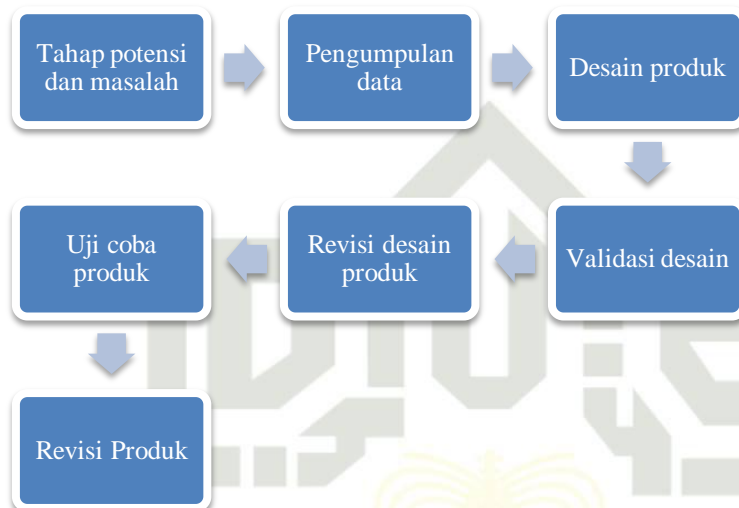 Tahap potensi
dan masalah
Pengumpulan
data
Desain produk
Validasi desain
Revisi desain
produk
Uji coba
produk
Revisi Produk